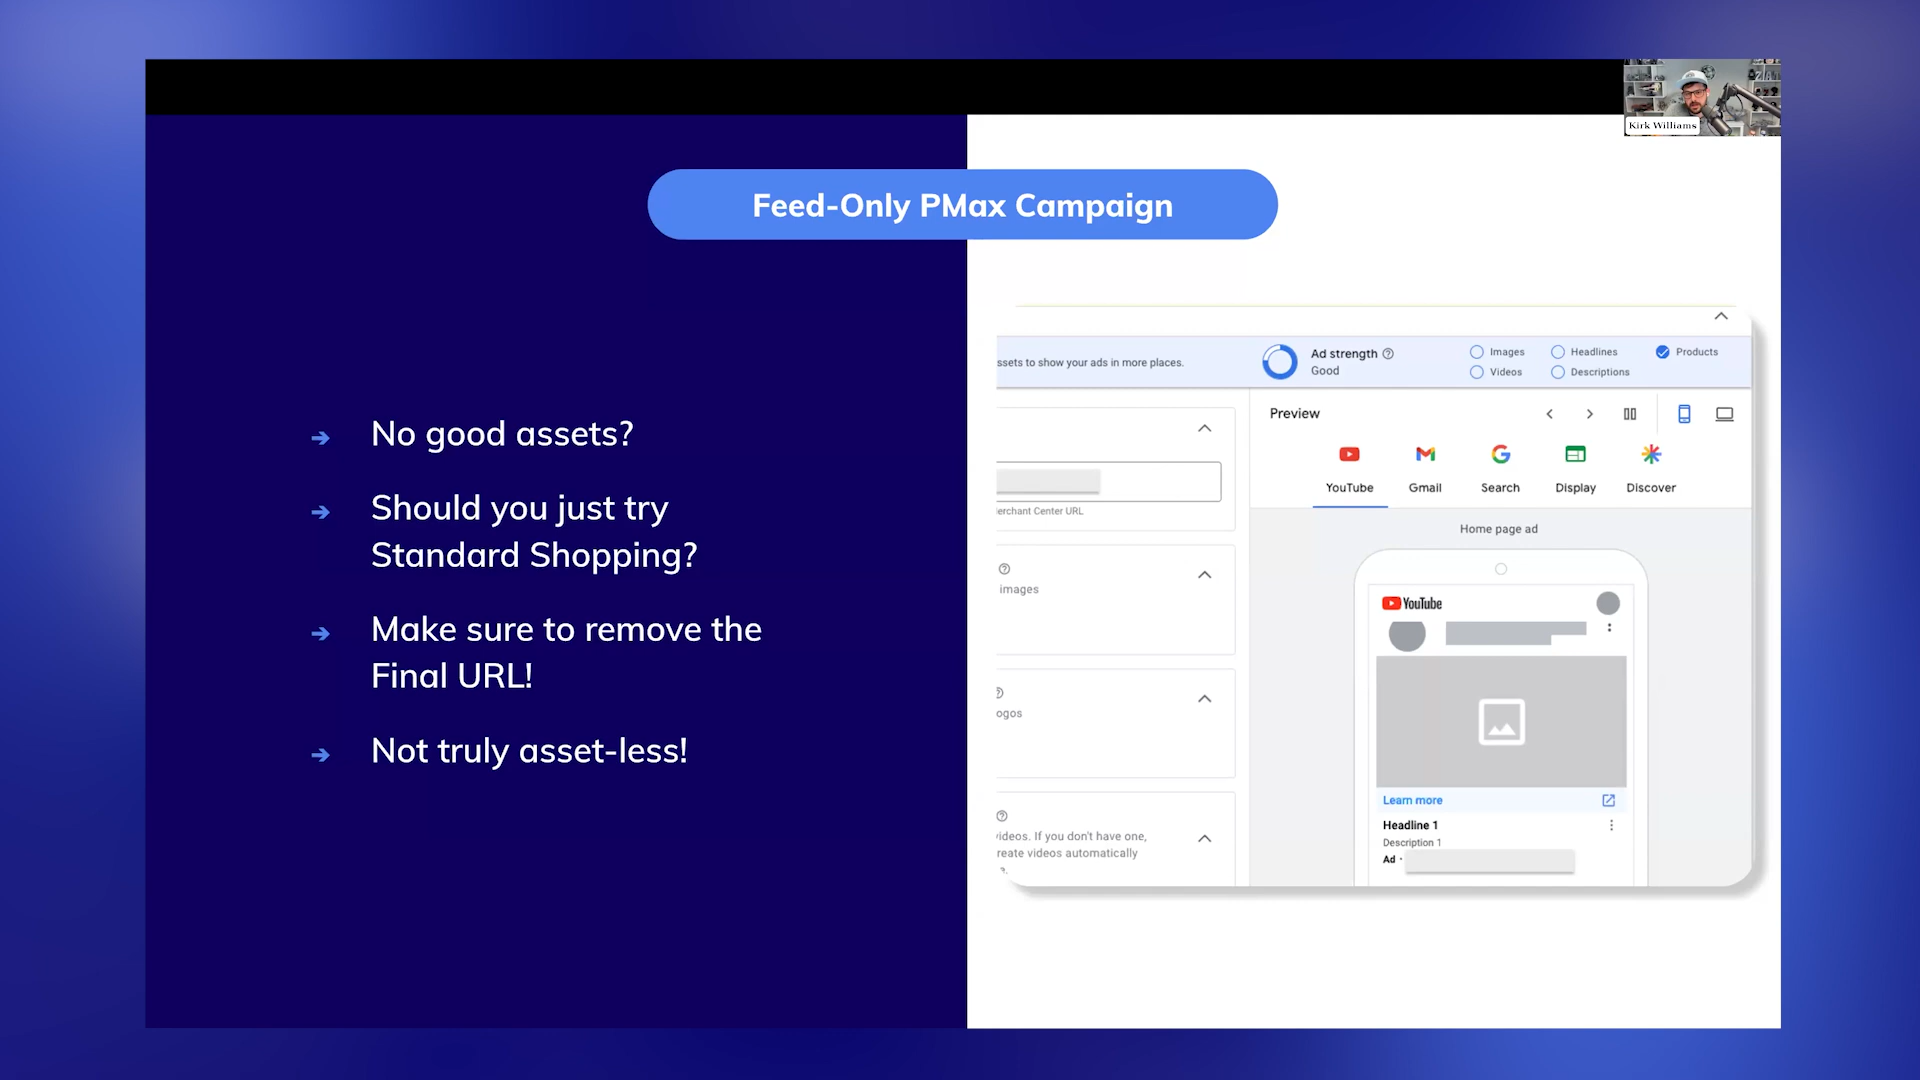 Kirk Williams
Feed-Only PMax Campaign
No good assets?
Should you just try
Standard Shopping?
Make sure to remove the
Final URL!
Not truly asset-less!
ssets to show your ads in more places.
Ad strength
Good
Images
Headlines
Products
Videos
Descriptions
erchant Center URL
images
ogos
videos. If you don't have one,
reate videos automatically
Preview
YouTube
Gmail
Search
Display
Discover
Home page ad
YouTube
Learn more
Headline 1
Description 1
Ad ·